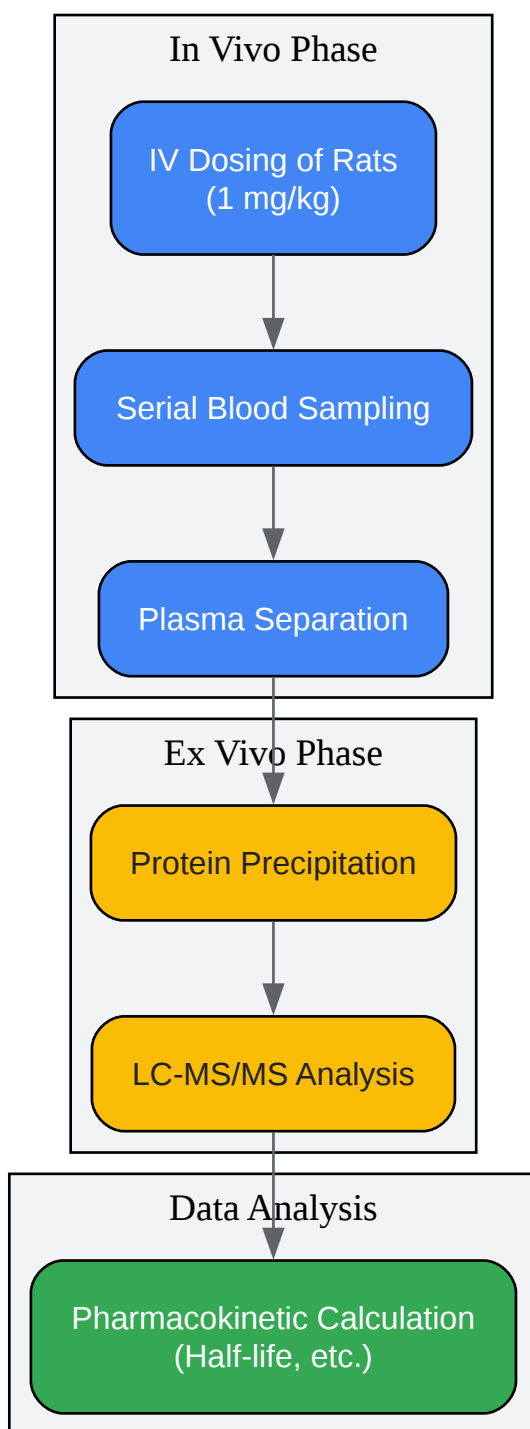 In Vivo Phase
IV Dosing of Rats
(1 mg/kg)
Serial Blood Sampling
Plasma Separation
Ex Vivo Phase
Protein Precipitation
LC-MS/MS Analysis
Data Analysis
Pharmacokinetic Calculation
(Half-life, etc.)